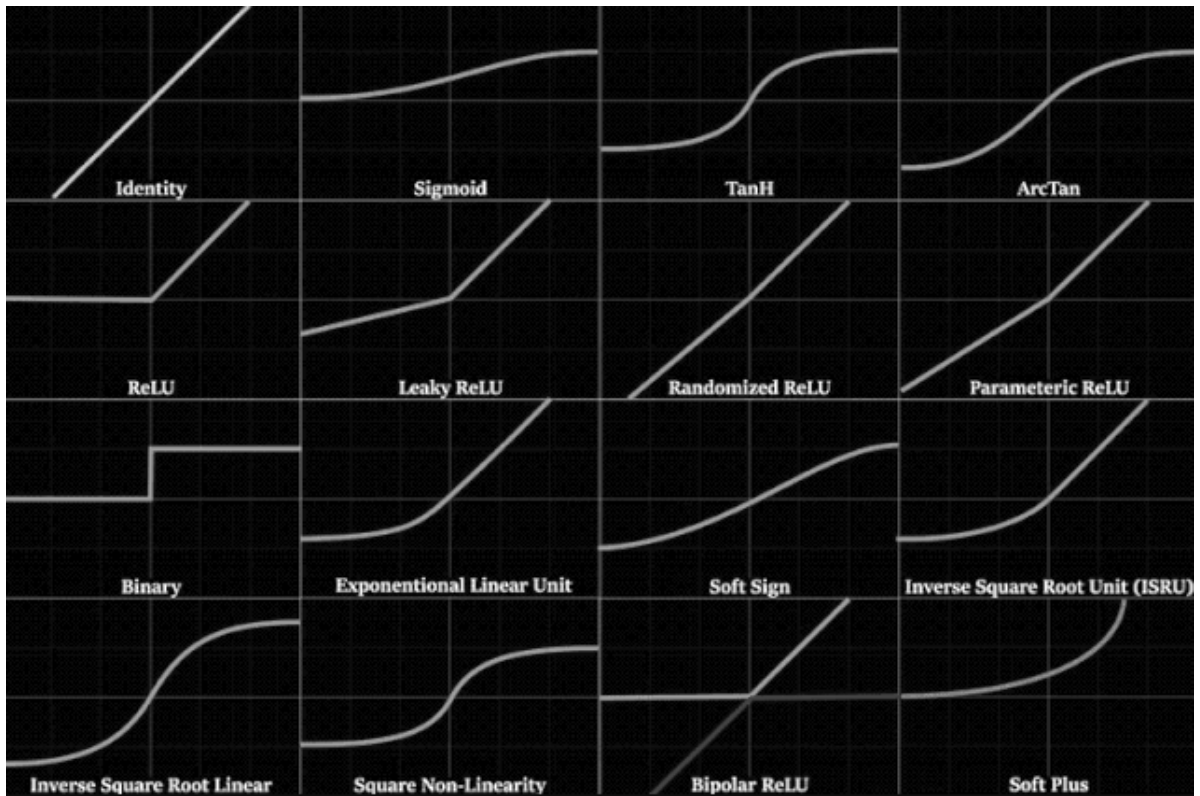 Identity
Sigmoid
TanH
ArcTan
ReLU
Leaky ReLU
Randomized ReLU
Parameteric ReLU
Binary
Exponentional Linear Unit
Soft Sign
Inverse Square Root Unit (ISRU)
Inverse Square Root Linear
Square Non-Linearity
Bipolar ReLU
Soft Plus